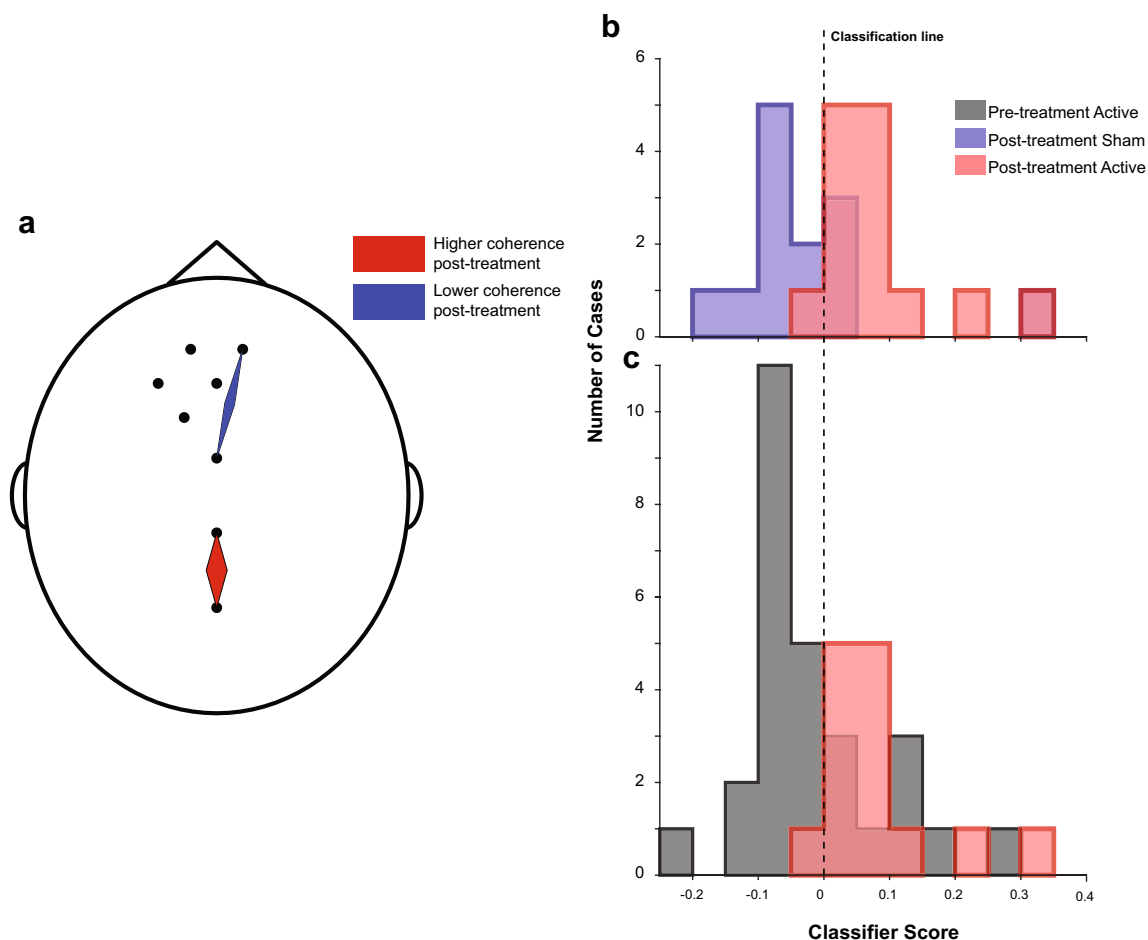 a
Higher coherence
post-treatment
Lower coherence
post-treatment
b
Classification line
6
4
2
0
Pre-treatment Active
Post-treatment Sham
Post-treatment Active
Number of Cases
c
10
8
6
4
2
0
-0.2
-0.1
0
0.1
0.2
0.3
0.4
Classifier Score